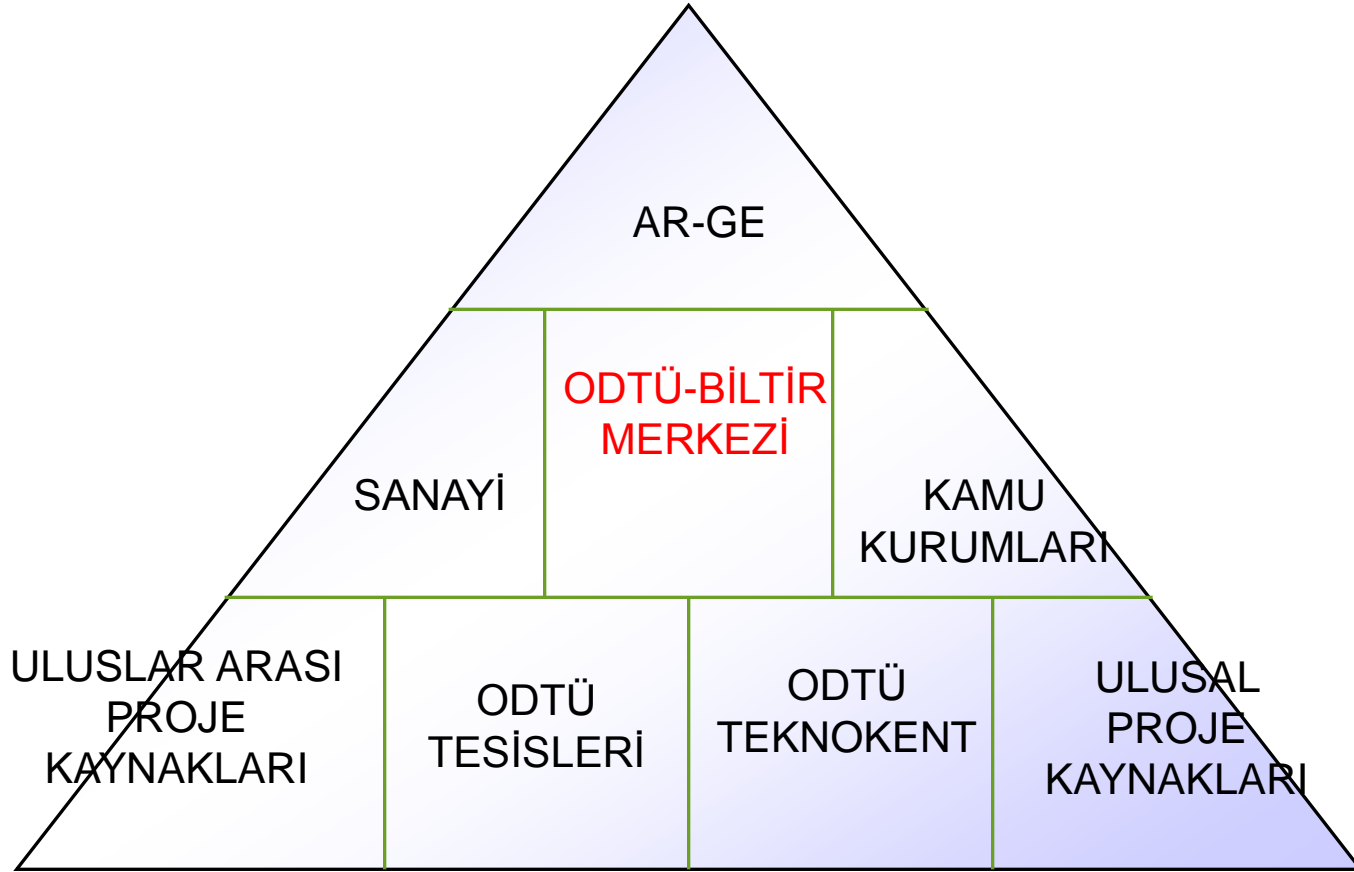 AR-GE
ODTÜ-BİLTİR
MERKEZİ
SANAYİ
KAMU
KURUMLARI
ULUSLAR ARASI
PROJE
KAYNAKLARI
ODTÜ
TESİSLERİ
ODTÜ
TEKNOKENT
ULUSAL
PROJE
KAYNAKLARI